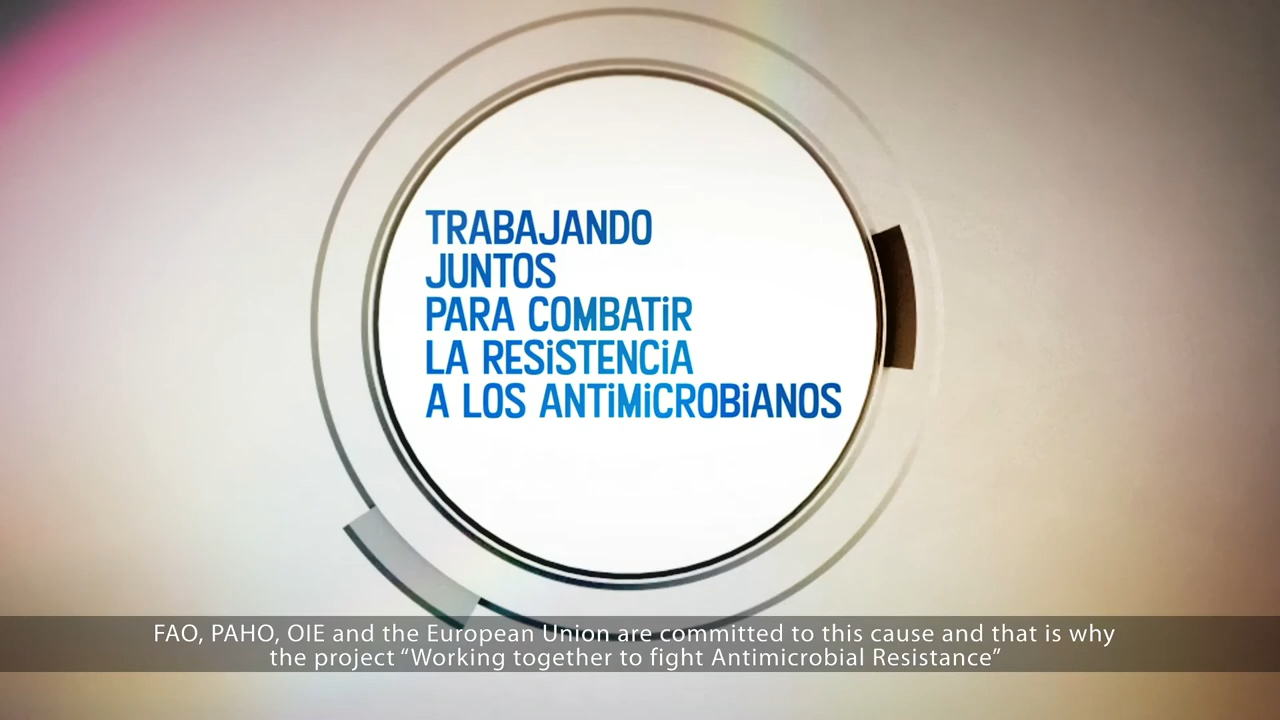 TRABAJANDO
JUNTOS
PARA COMBATiR
LA RESiSTENCiA
A LOS ANTiMiCROBiANOS
FAO, PAHO, OIE and the European Union are committed to this cause and that is why
the project “Working together to fight Antimicrobial Resistance”